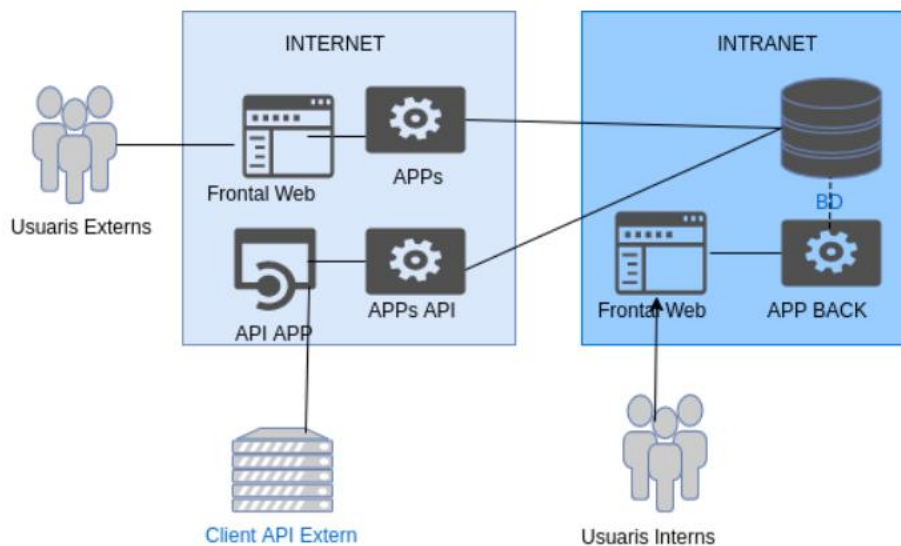 INTERNET
INTRANET
Frontal Web
APPs
Usuaris Externs
BD
API APP
APPs API
Frontal Web
APP BACK
Client API Extern
Usuaris Interns